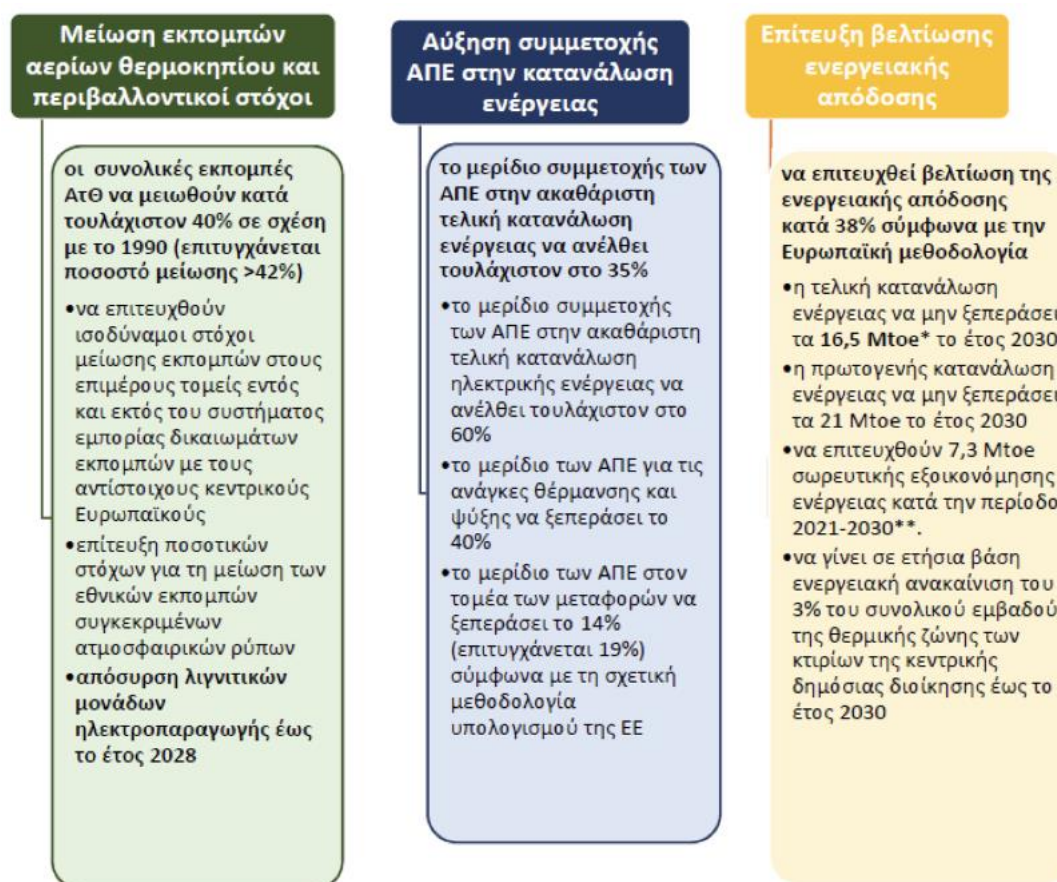 Μείωση εκπομπών
αερίων θερμοκηπίου και
περιβαλλοντικοί στόχοι
οι συνολικές εκπομπές
ΑτΘ να μειωθούν κατά
τουλάχιστον 40% σε σχέση
με το 1990 (επιτυγχάνεται
ποσοστό μείωσης >42%)
•να επιτευχθούν
ισοδύναμοι στόχοι
μείωσης εκπομπών στους
επιμέρους τομείς εντός
και εκτός του συστήματος
εμπορίας δικαιωμάτων
εκπομπών με τους
αντίστοιχους κεντρικούς
Ευρωπαϊκούς
•επίτευξη ποσοτικών
στόχων για τη μείωση των
εθνικών εκπομπών
συγκεκριμένων
ατμοσφαιρικών ρύπων
•απόσυρση λιγνιτικών
μονάδων
ηλεκτροπαραγωγής έως
το έτος 2028
Αύξηση συμμετοχής
ΑΠΕ στην κατανάλωση
ενέργειας
το μερίδιο συμμετοχής των
ΑΠΕ στην ακαθάριστη
τελική κατανάλωση
ενέργειας να ανέλθει
τουλάχιστον στο 35%
•το μερίδιο συμμετοχής
των ΑΠΕ στην ακαθάριστη
τελική κατανάλωση
ηλεκτρικής ενέργειας να
ανέλθει τουλάχιστον στο
60%
•το μερίδιο των ΑΠΕ για τις
ανάγκες θέρμανσης και
ψύξης να ξεπεράσει το
40%
•το μερίδιο των ΑΠΕ στον
τομέα των μεταφορών να
ξεπεράσει το 14%
(επιτυγχάνεται 19%)
σύμφωνα με τη σχετική
μεθοδολογία
υπολογισμού της ΕΕ
Επίτευξη βελτίωσης
ενεργειακής
απόδοσης
να επιτευχθεί βελτίωση της
ενεργειακής απόδοσης
κατά 38% σύμφωνα με την
Ευρωπαϊκή μεθοδολογία
•η τελική κατανάλωση
ενέργειας να μην ξεπεράσει
τα 16,5 Mtoe* το έτος 2030
•η πρωτογενής κατανάλωση
ενέργειας να μην ξεπεράσει
τα 21 Mtoe το έτος 2030
•να επιτευχθούν 7,3 Mtoe
σωρευτικής εξοικονόμησης
ενέργειας κατά την περίοδο
2021-2030**.
•να γίνει σε ετήσια βάση
ενεργειακή ανακαίνιση του
3% του συνολικού εμβαδού
της θερμικής ζώνης των
κτιρίων της κεντρικής
δημόσιας διοίκησης έως το
έτος 2030